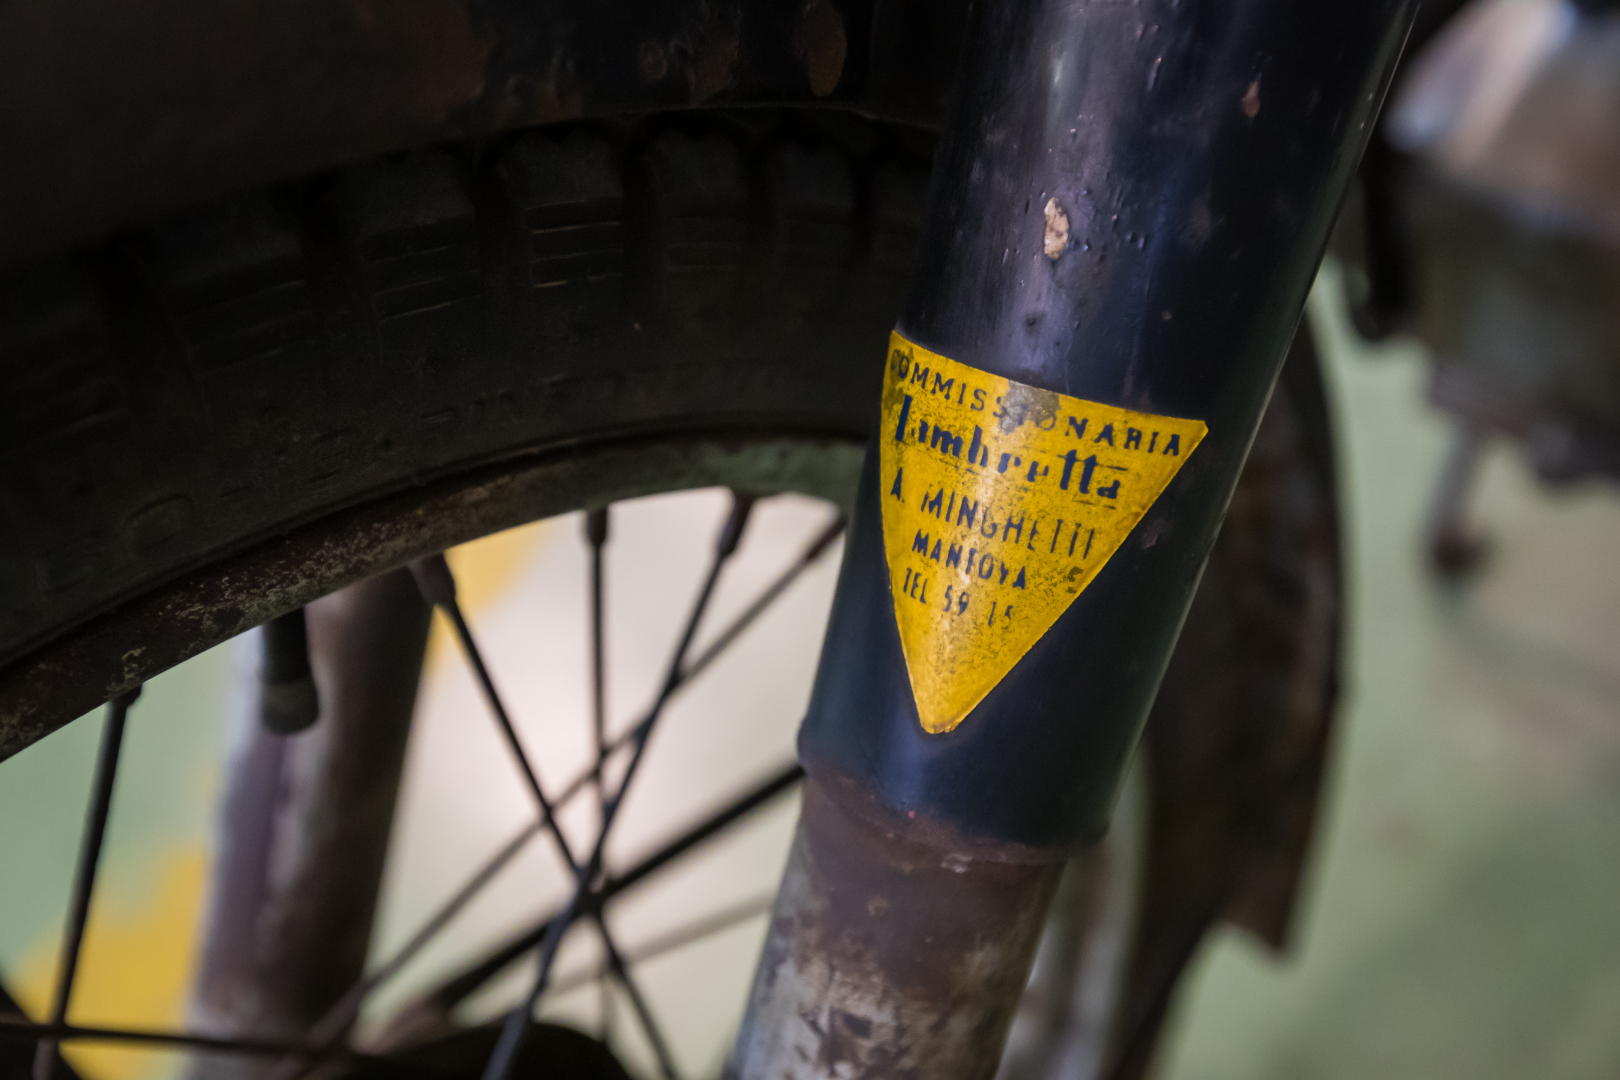 COMMISSIONARIA
Lambretta
A. MINGHETTI
MANTOVA
TEL 59 15